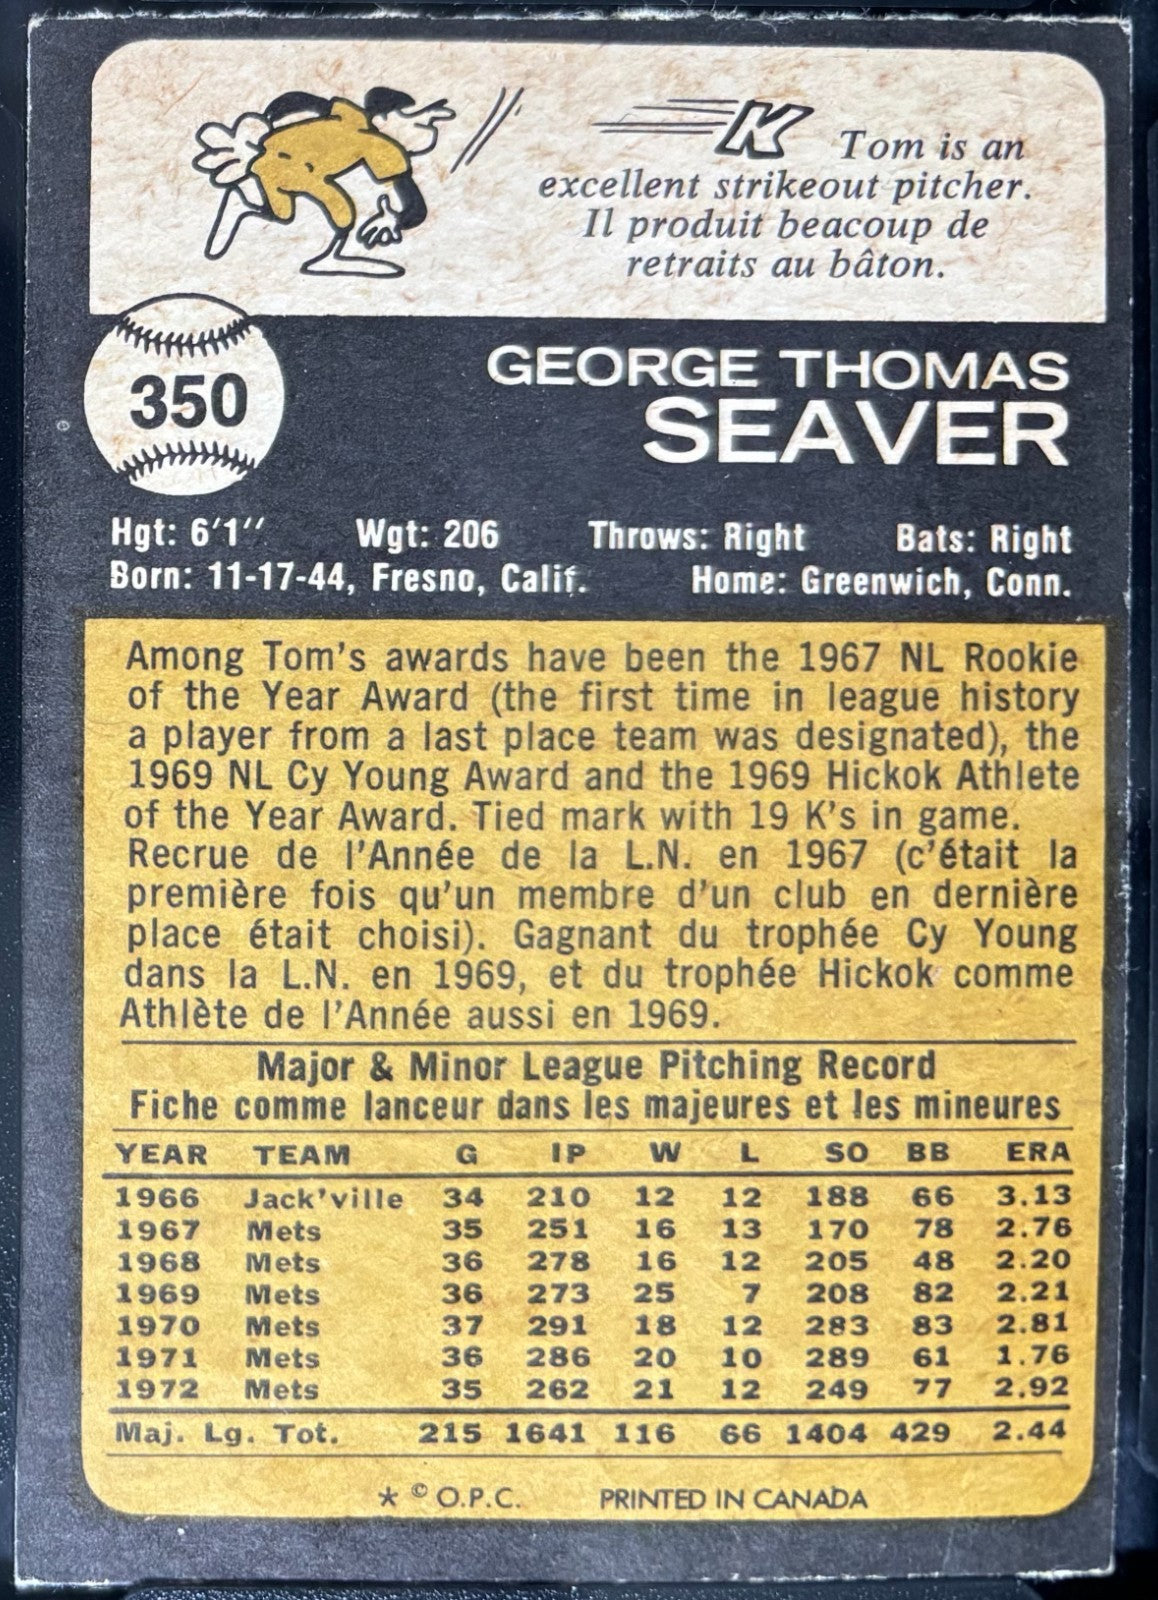 K Tom is an
excellent strikeout pitcher.
Il produit beacoup de
retraits au bâton.
350
GEORGE THOMAS
SEAVER
Hgt: 6'1'' Wgt: 206 Throws: Right Bats: Right
Born: 11-17-44, Fresno, Calif. Home: Greenwich, Conn.
Among Tom's awards have been the 1967 NL Rookie
of the Year Award (the first time in league history
a player from a last place team was designated), the
1969 NL Cy Young Award and the 1969 Hickok Athlete
of the Year Award. Tied mark with 19 K's in game.
Recrue de l'Année de la L.N. en 1967 (c'était la
première fois qu'un membre d'un club en dernière
place était choisi). Gagnant du trophée Cy Young
dans la L.N. en 1969, et du trophée Hickok comme
Athlète de l'Année aussi en 1969.
Major & Minor League Pitching Record
Fiche comme lanceur dans les majeures et les mineures
YEAR TEAM G IP W L SO BB ERA
1966 Jack'ville 34 210 12 12 188 66 3.13
1967 Mets 35 251 16 13 170 78 2.76
1968 Mets 36 278 16 12 205 48 2.20
1969 Mets 36 273 25 7 208 82 2.21
1970 Mets 37 291 18 12 283 83 2.81
1971 Mets 36 286 20 10 289 61 1.76
1972 Mets 35 262 21 12 249 77 2.92
Maj. Lg. Tot. 215 1641 116 66 1404 429 2.44
* © O.P.C. PRINTED IN CANADA